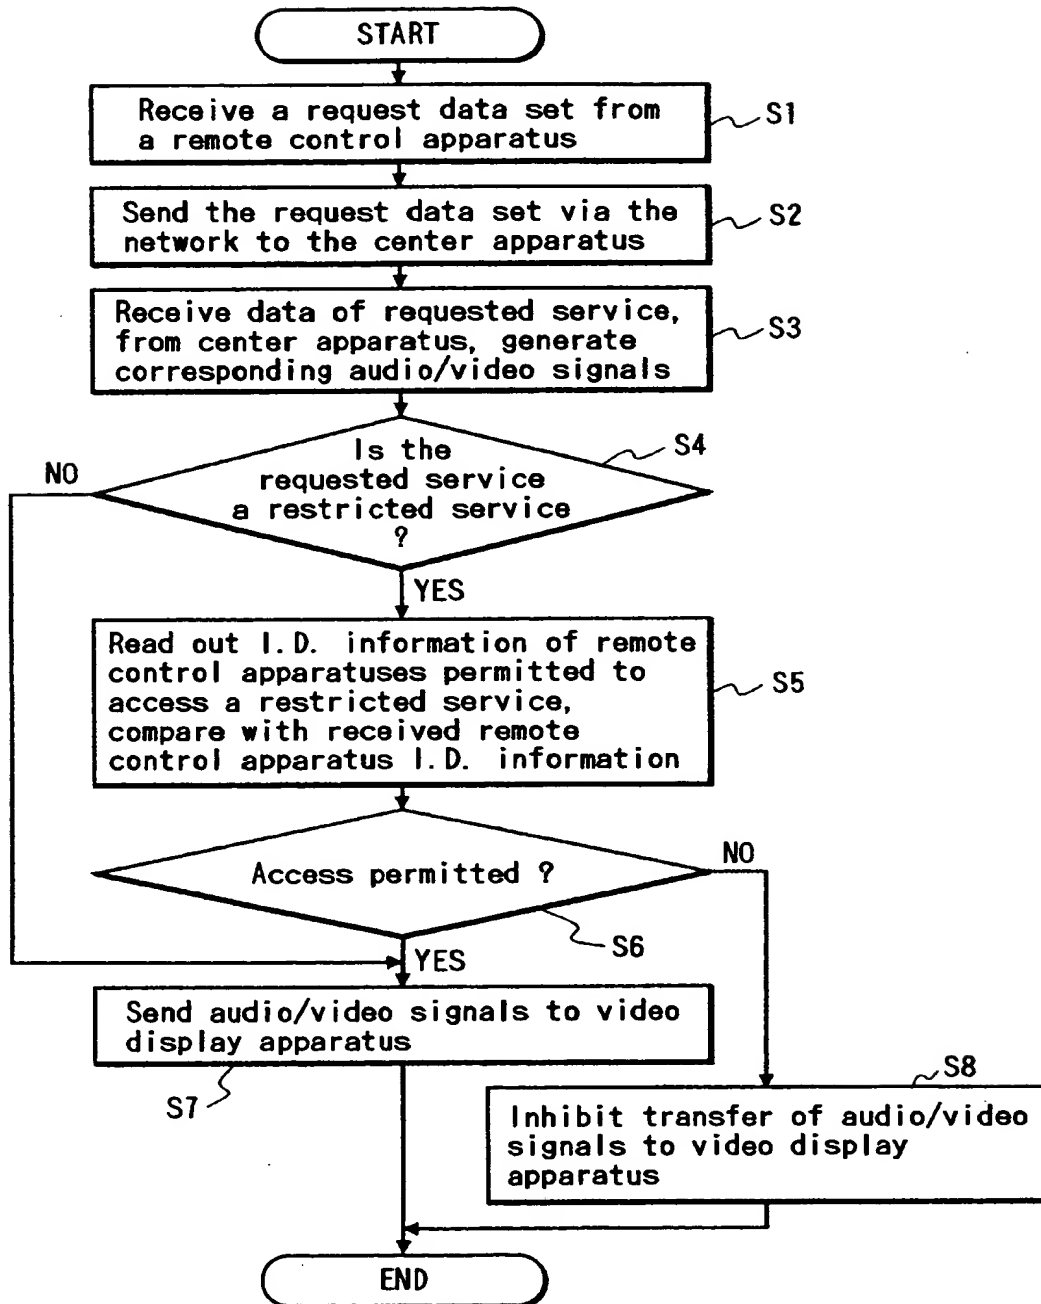 START
Receive a request data set from
a remote control apparatus
S1
Send the request data set via the
network to the center apparatus
S2
Receive data of requested service,
from center apparatus, generate
corresponding audio/video signals
S3
Is the
requested service
a restricted service
?
S4
NO
YES
Read out I.D. information of remote
control apparatuses permitted to
access a restricted service,
compare with received remote
control apparatus I.D. information
S5
Access permitted ?
NO
S6
YES
Send audio/video signals to video
display apparatus
S7
S8
Inhibit transfer of audio/video
signals to video display
apparatus
END